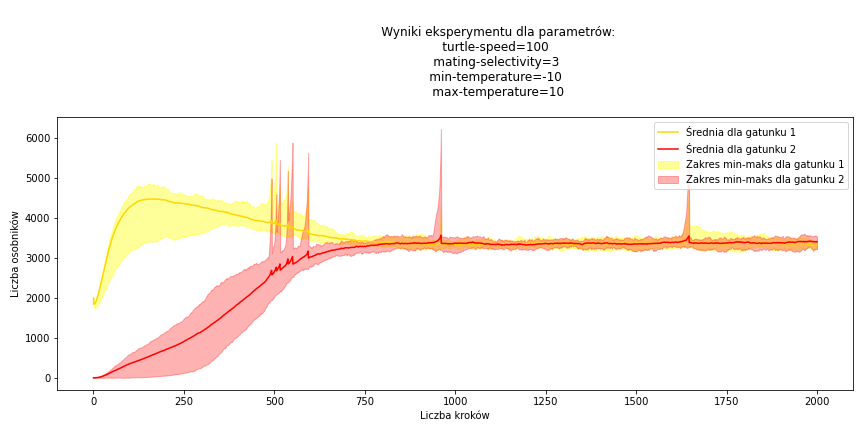 Wyniki eksperymentu dla parametrów:
turtle-speed=100
mating-selectivity=3
min-temperature=-10
max-temperature=10
Średnia dla gatunku 1
Średnia dla gatunku 2
Zakres min-maks dla gatunku 1
Zakres min-maks dla gatunku 2
Liczba osobników
6000
5000
4000
3000
2000
1000
0
0 250 500 750 1000 1250 1500 1750 2000
Liczba kroków